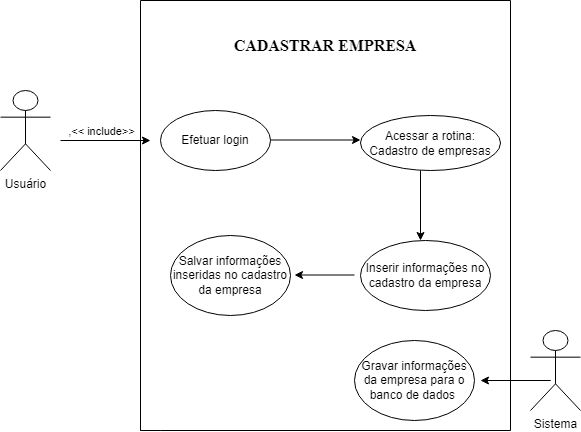 CADASTRAR EMPRESA
,<< include>>
Efetuar login
Acessar a rotina:
Cadastro de empresas
Usuário
Salvar informações
inseridas no cadastro
da empresa
Inserir informações no
cadastro da empresa
Gravar informações
da empresa para o
banco de dados
Sistema